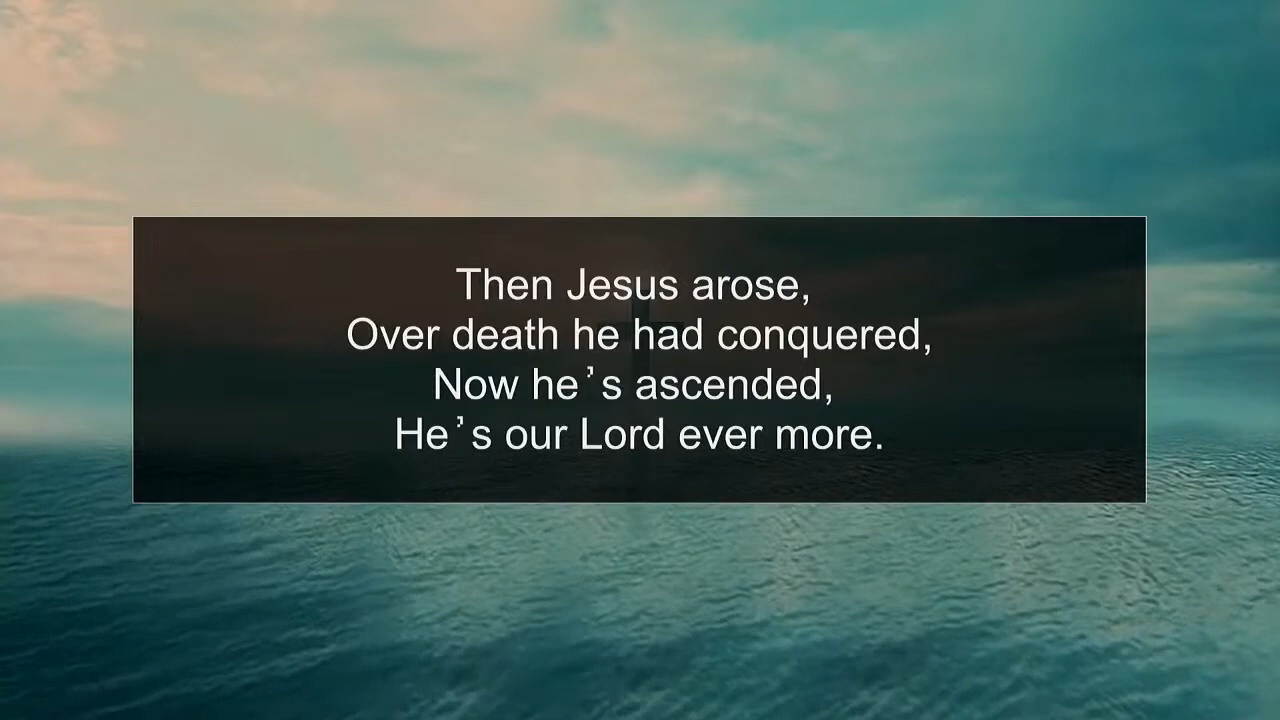 Then Jesus arose,
Over death he had conquered,
Now he’s ascended,
He’s our Lord ever more.